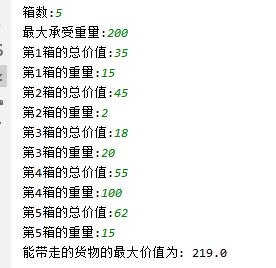 箱数:5
最大承受重量:200
第1箱的总价值:35
第1箱的重量:15
第2箱的总价值:45
第2箱的重量:2
第3箱的总价值:18
第3箱的重量:20
第4箱的总价值:55
第4箱的重量:100
第5箱的总价值:62
第5箱的重量:15
能带走的货物的最大价值为: 219.0